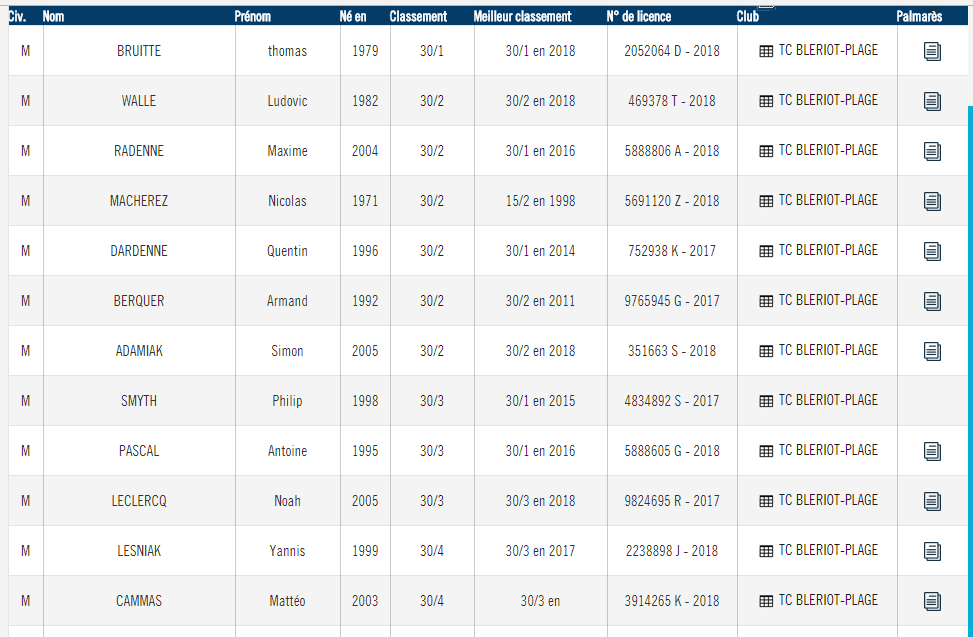 Civ. Nom Prénom Né en Classement Meilleur classement N° de licence Club Palmarès
M BRUITTE thomas 1979 30/1 30/1 en 2018 2052064 D - 2018 TC BLERIOT-PLAGE
M WALLE Ludovic 1982 30/2 30/2 en 2018 469378 T - 2018 TC BLERIOT-PLAGE
M RADENNE Maxime 2004 30/2 30/1 en 2016 5888806 A - 2018 TC BLERIOT-PLAGE
M MACHEREZ Nicolas 1971 30/2 15/2 en 1998 5691120 Z - 2018 TC BLERIOT-PLAGE
M DARDENNE Quentin 1996 30/2 30/1 en 2014 752938 K - 2017 TC BLERIOT-PLAGE
M BERQUER Armand 1992 30/2 30/2 en 2011 9765945 G - 2017 TC BLERIOT-PLAGE
M ADAMIAK Simon 2005 30/2 30/2 en 2018 351663 S - 2018 TC BLERIOT-PLAGE
M SMYTH Philip 1998 30/3 30/1 en 2015 4834892 S - 2017 TC BLERIOT-PLAGE
M PASCAL Antoine 1995 30/3 30/1 en 2016 5888605 G - 2018 TC BLERIOT-PLAGE
M LECLERCQ Noah 2005 30/3 30/3 en 2018 9824695 R - 2017 TC BLERIOT-PLAGE
M LESNIAK Yannis 1999 30/4 30/3 en 2017 2238898 J - 2018 TC BLERIOT-PLAGE
M CAMMAS Mattéo 2003 30/4 30/3 en 3914265 K - 2018 TC BLERIOT-PLAGE